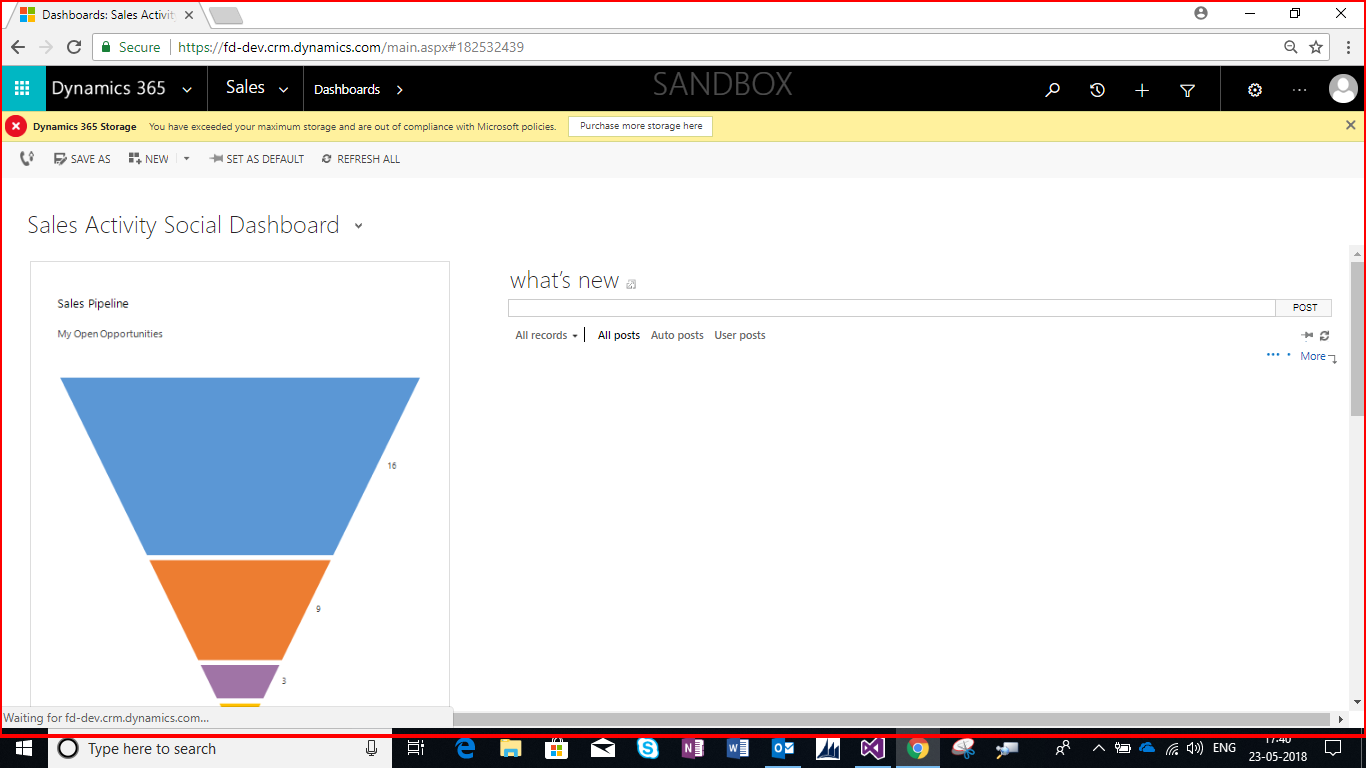 Dashboards: Sales Activit
Secure https://fd-dev.crm.dynamics.com/main.aspx#182532439
Dynamics 365 Sales Dashboards SANDBOX
Dynamics 365 Storage You have exceeded your maximum storage and are out of compliance with Microsoft policies. Purchase more storage here
SAVE AS NEW SET AS DEFAULT REFRESH ALL
Sales Activity Social Dashboard
Sales Pipeline
My Open Opportunities
16
9
3
what's new
POST
All records All posts Auto posts User posts
More
Waiting for fd-dev.crm.dynamics.com...
Type here to search
ENG
17:40
23-05-2018